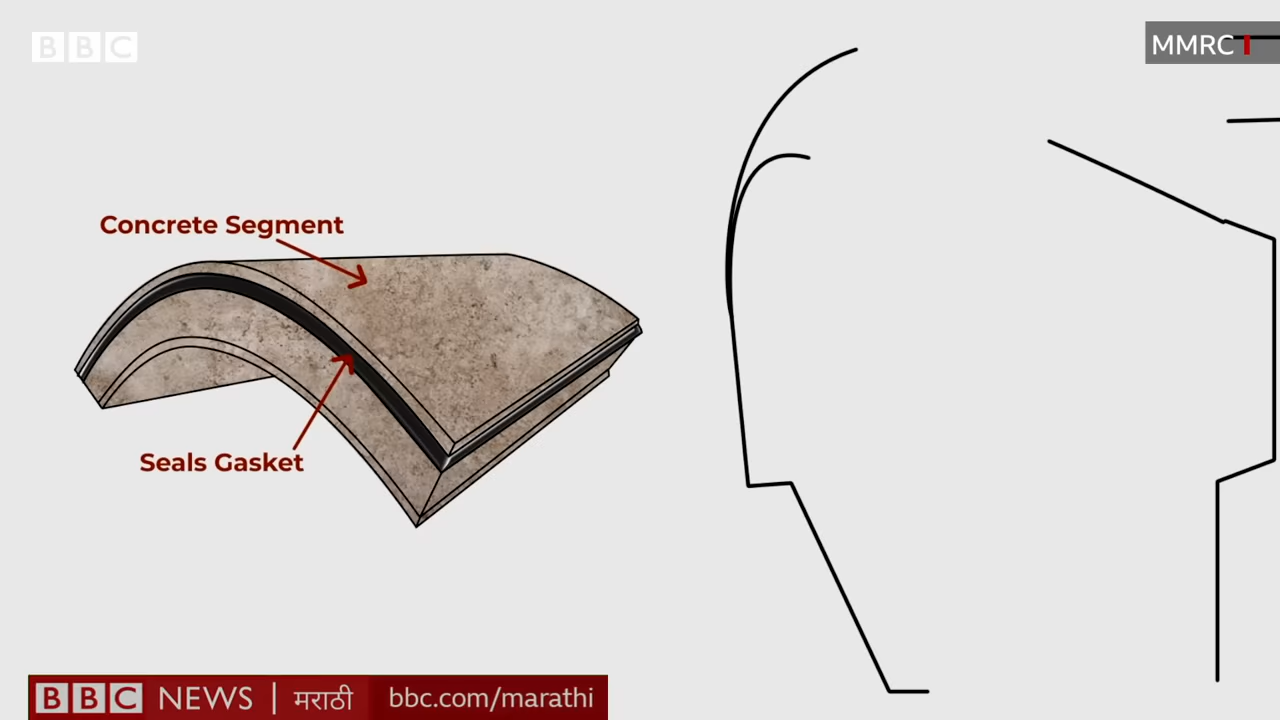 BBC
MMRC
Concrete Segment
Seals Gasket
BBC NEWS | मराठी bbc.com/marathi